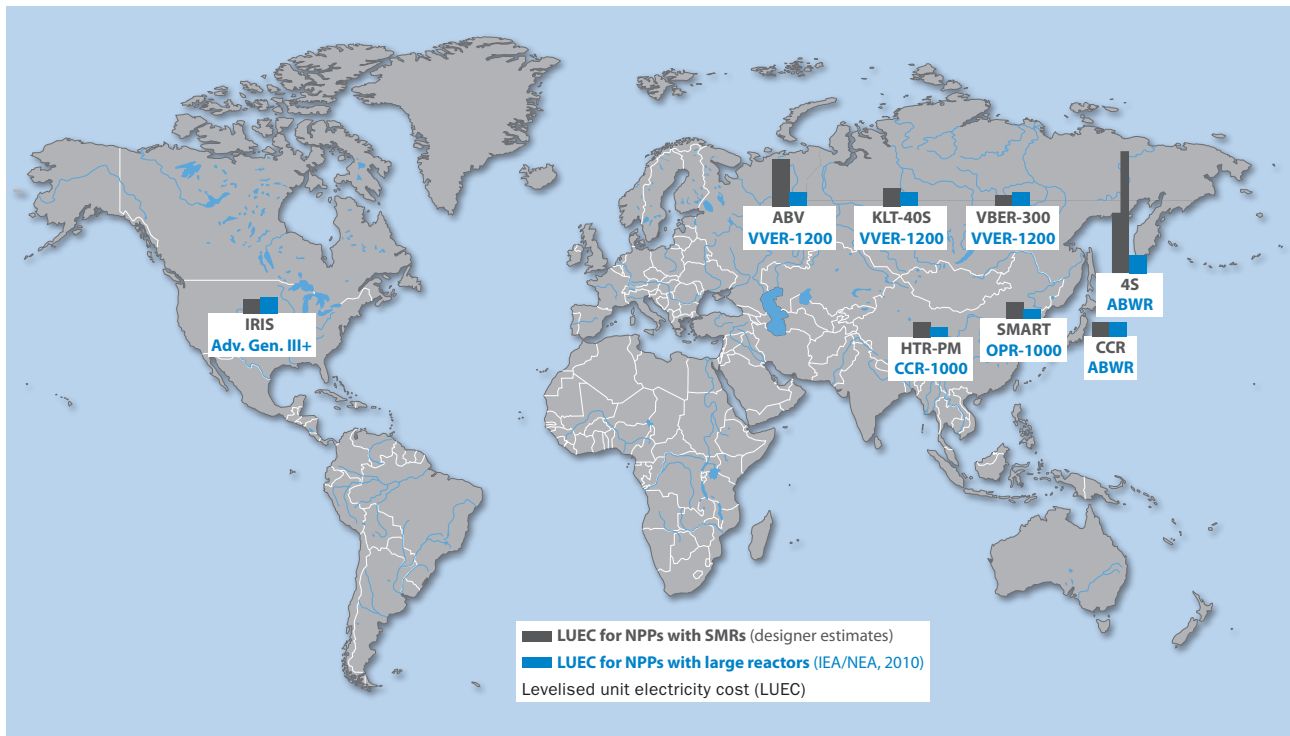 ABV
VVER-1200
KLT-40S
VVER-1200
VBER-300
VVER-1200
4S
ABWR
IRIS
Adv. Gen. III+
HTR-PM
CCR-1000
SMART
OPR-1000
CCR
ABWR
LUEC for NPPs with SMRs (designer estimates)
LUEC for NPPs with large reactors (IEA/NEA, 2010)
Levelised unit electricity cost (LUEC)